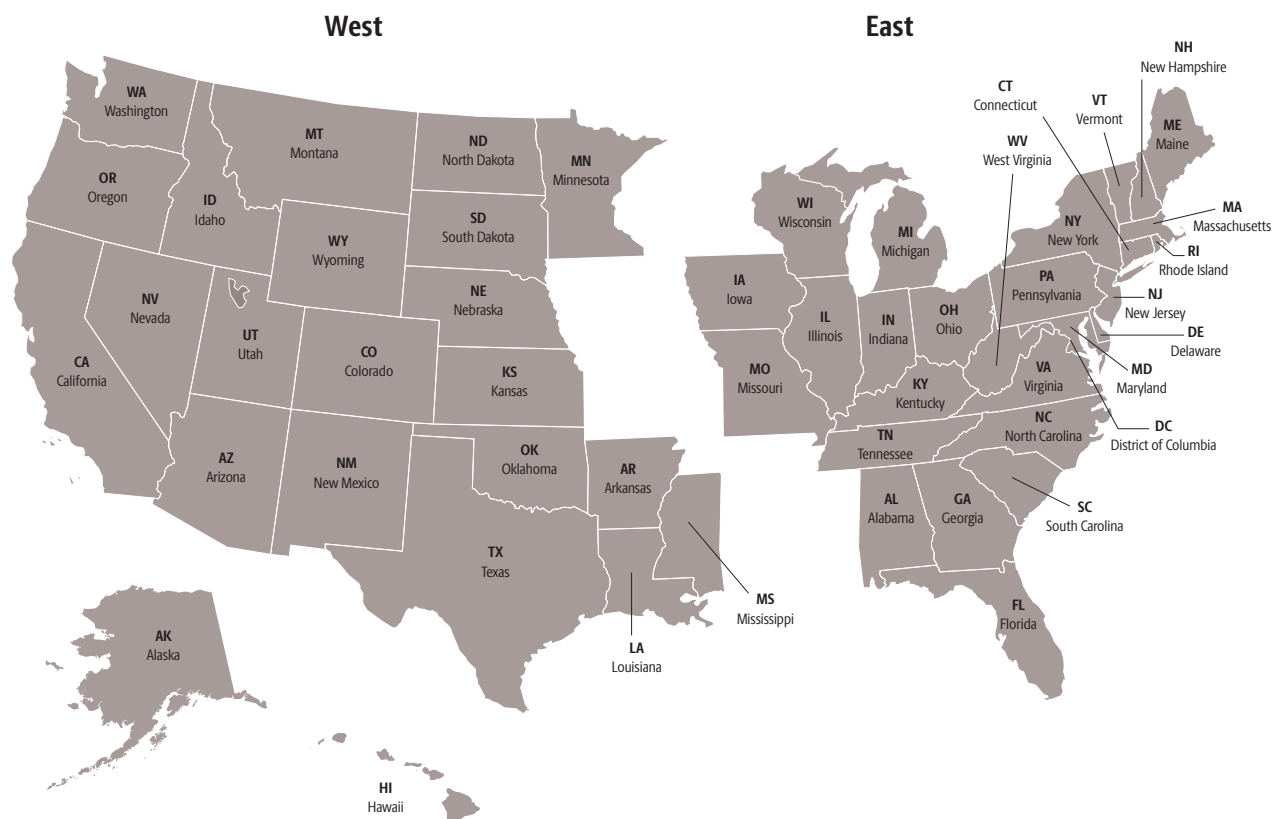 West
East
WA
Washington
OR
Oregon
ID
Idaho
MT
Montana
ND
North Dakota
MN
Minnesota
SD
South Dakota
WY
Wyoming
NE
Nebraska
NV
Nevada
UT
Utah
CO
Colorado
KS
Kansas
CA
California
AZ
Arizona
NM
New Mexico
OK
Oklahoma
AR
Arkansas
TX
Texas
MS
Mississippi
LA
Louisiana
AK
Alaska
HI
Hawaii
NH
New Hampshire
CT
Connecticut
VT
Vermont
ME
Maine
WV
West Virginia
WI
Wisconsin
MI
Michigan
NY
New York
MA
Massachusetts
RI
Rhode Island
IA
Iowa
PA
Pennsylvania
NJ
New Jersey
IL
Illinois
IN
Indiana
OH
Ohio
DE
Delaware
MO
Missouri
KY
Kentucky
VA
Virginia
MD
Maryland
TN
Tennessee
NC
North Carolina
DC
District of Columbia
AL
Alabama
GA
Georgia
SC
South Carolina
FL
Florida